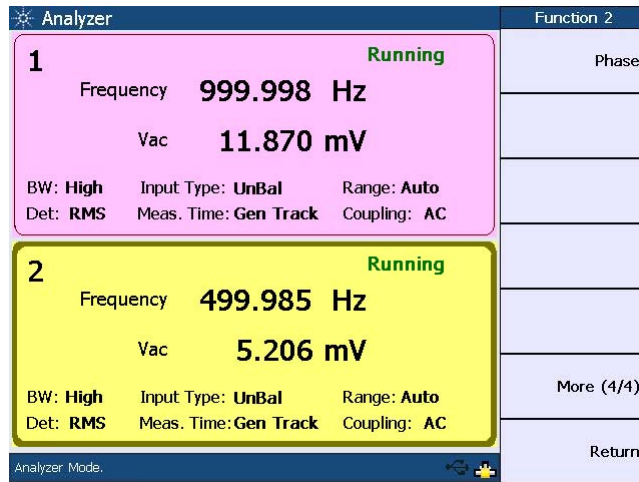 Analyzer
Function 2
1
Running
Frequency 999.998 Hz
Vac 11.870 mV
BW: High Input Type: UnBal Range: Auto
Det: RMS Meas. Time: Gen Track Coupling: AC
2
Running
Frequency 499.985 Hz
Vac 5.206 mV
BW: High Input Type: UnBal Range: Auto
Det: RMS Meas. Time: Gen Track Coupling: AC
Analyzer Mode.
Phase
More (4/4)
Return